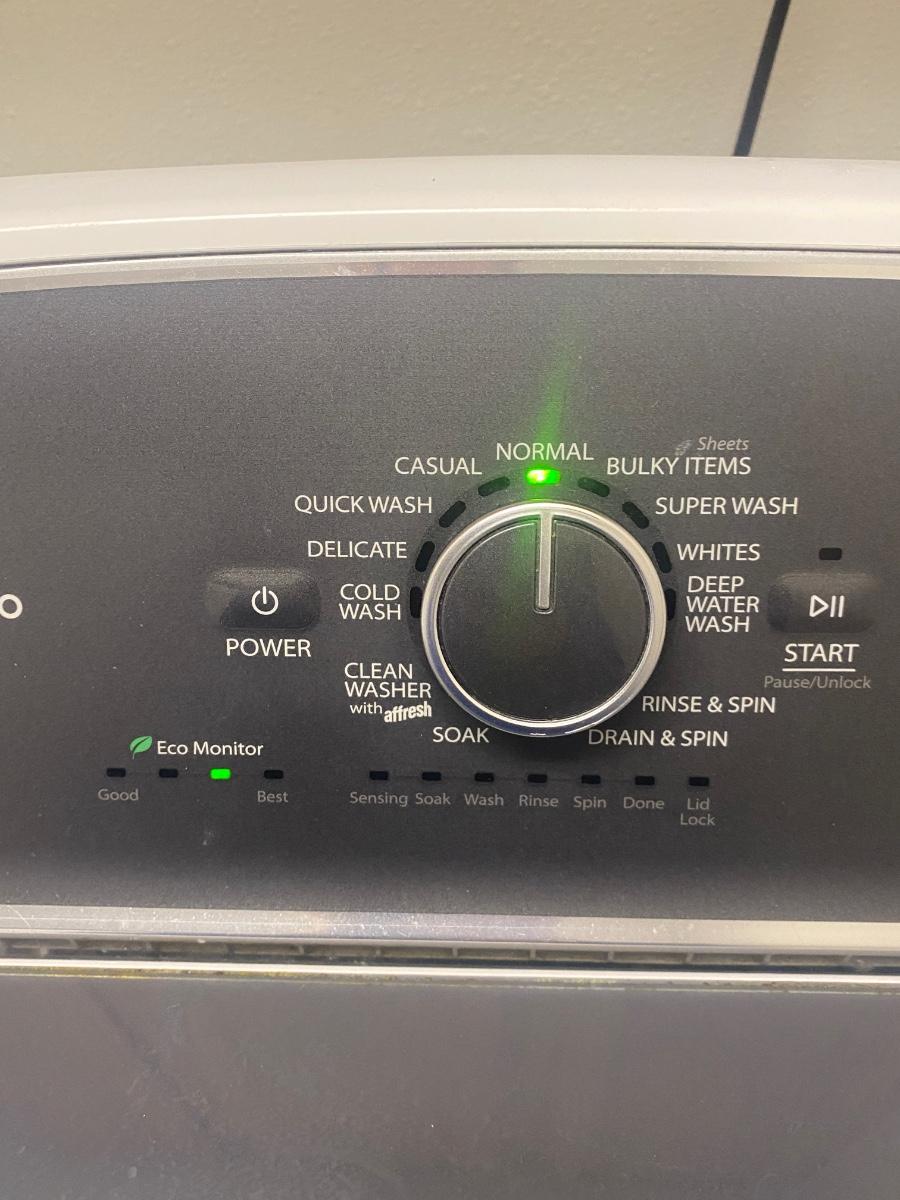 Sheets
NORMAL
CASUAL
BULKY ITEMS
QUICK WASH
SUPER WASH
DELICATE
WHITES
COLD
WASH
DEEP
WATER
WASH
POWER
START
Pause/Unlock
CLEAN
WASHER
with affresh
RINSE & SPIN
SOAK
DRAIN & SPIN
Eco Monitor
Good
Best
Sensing
Soak
Wash
Rinse
Spin
Done
Lid
Lock